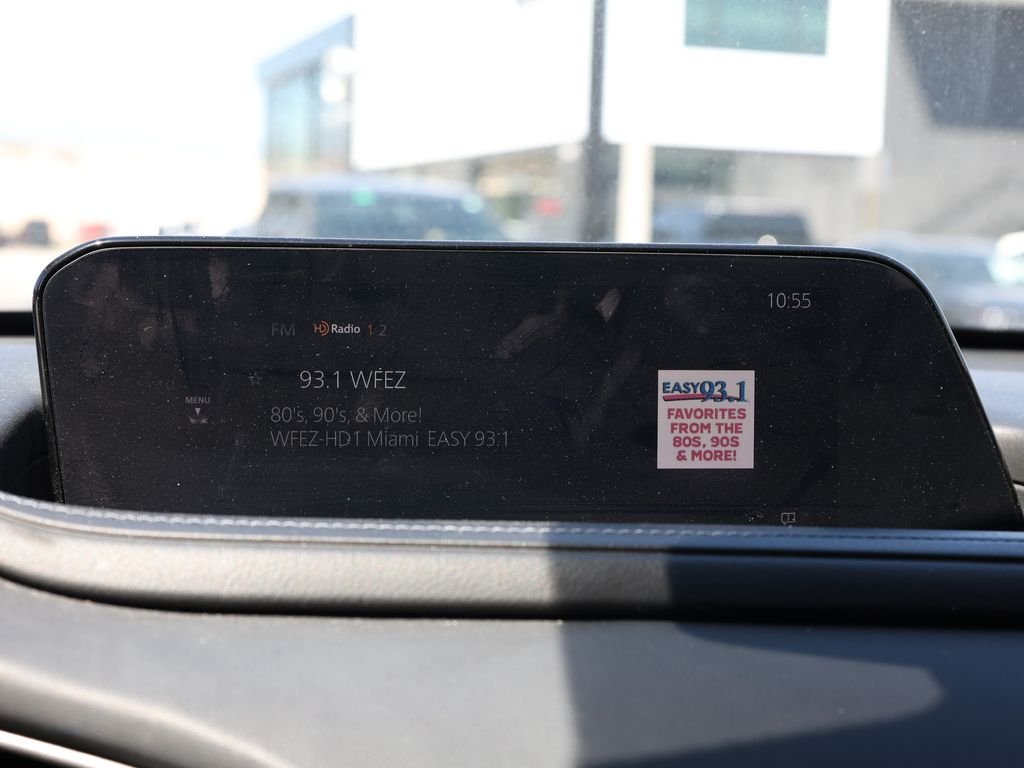 10:55
FM HD Radio 1 2
93.1 WFEZ
MENU
80's, 90's, & More!
WFEZ-HD1 Miami EASY 93.1
EASY 93.1
FAVORITES
FROM THE
80S, 90S
& MORE!